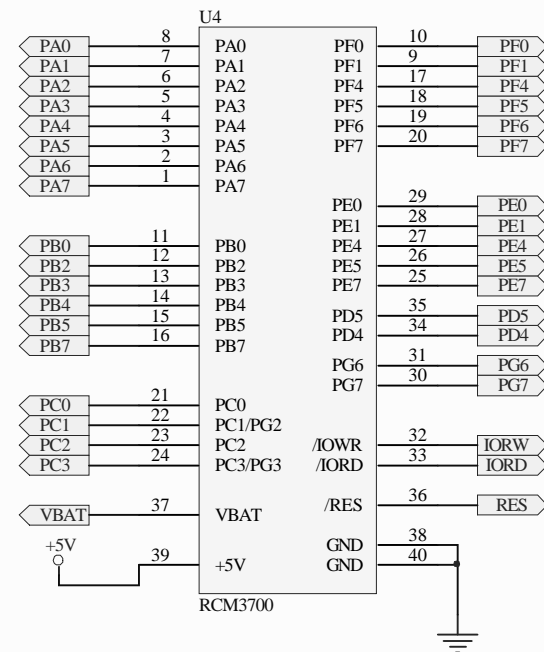 U4
PA0 8 PA0 PF0 10 PF0
PA1 7 PA1 PF1 9 PF1
PA2 6 PA2 PF4 17 PF4
PA3 5 PA3 PF5 18 PF5
PA4 4 PA4 PF6 19 PF6
PA5 3 PA5 PF7 20 PF7
PA6 2 PA6
PA7 1 PA7
PE0 29 PE0
PE1 28 PE1
PB0 11 PB0 PE4 27 PE4
PB2 12 PB2 PE5 26 PE5
PB3 13 PB3 PE7 25 PE7
PB4 14 PB4
PB5 15 PB5 PD5 35 PD5
PB7 16 PB7 PD4 34 PD4
PG6 31 PG6
PG7 30 PG7
PC0 21 PC0
PC1 22 PC1/PG2
PC2 23 PC2 /IOWR 32 IORW
PC3 24 PC3/PG3 /IORD 33 IORD
VBAT 37 VBAT /RES 36 RES
+5V GND 38
39 +5V GND 40
RCM3700